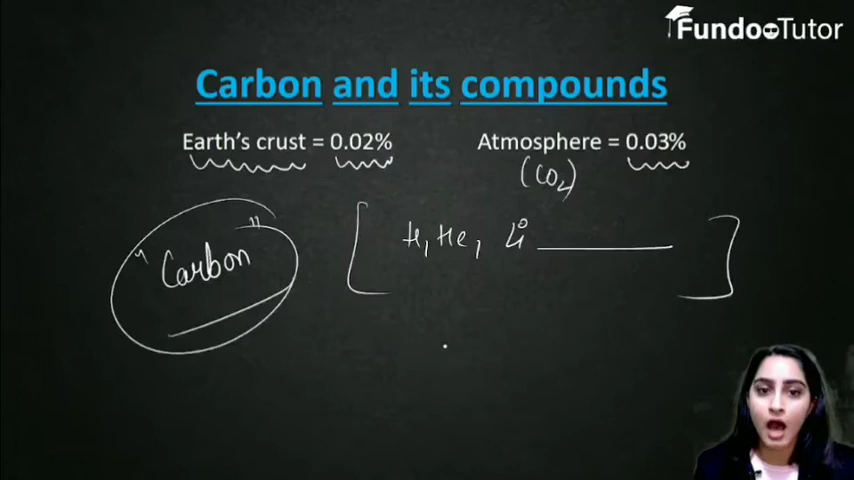 FundooTutor
Carbon and its compounds
Earth's crust = 0.02% Atmosphere = 0.03%
(CO₂)
"Carbon"
H, He, Li